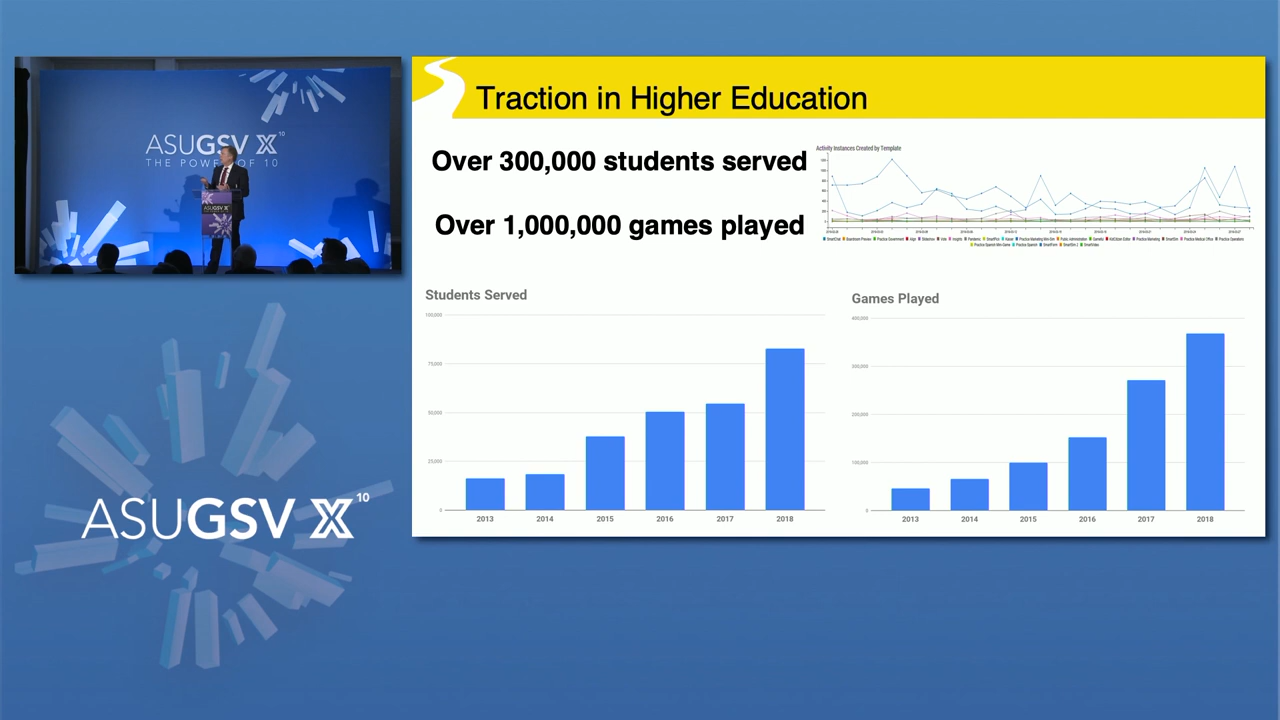 ASUGSV X10
THE POWER OF 10
ASUGSV X
Traction in Higher Education
Over 300,000 students served
Over 1,000,000 games played
Activity Instances Created by Template
Students Served
100,000
75,000
50,000
25,000
0
2013 2014 2015 2016 2017 2018
Games Played
400,000
300,000
200,000
100,000
0
2013 2014 2015 2016 2017 2018
ASUGSV X10